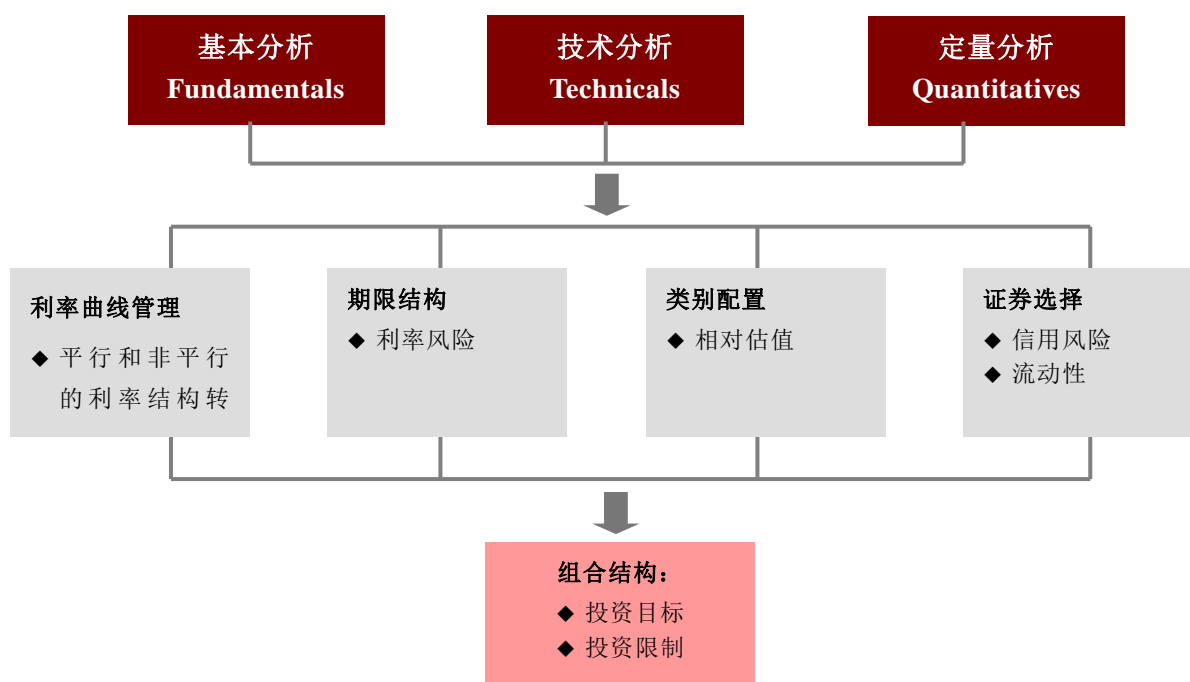 基本分析
Fundamentals
技术分析
Technicals
定量分析
Quantitatives
利率曲线管理
◆ 平行和非平行
的利率结构转
期限结构
◆ 利率风险
类别配置
◆ 相对估值
证券选择
◆ 信用风险
◆ 流动性
组合结构：
◆ 投资目标
◆ 投资限制